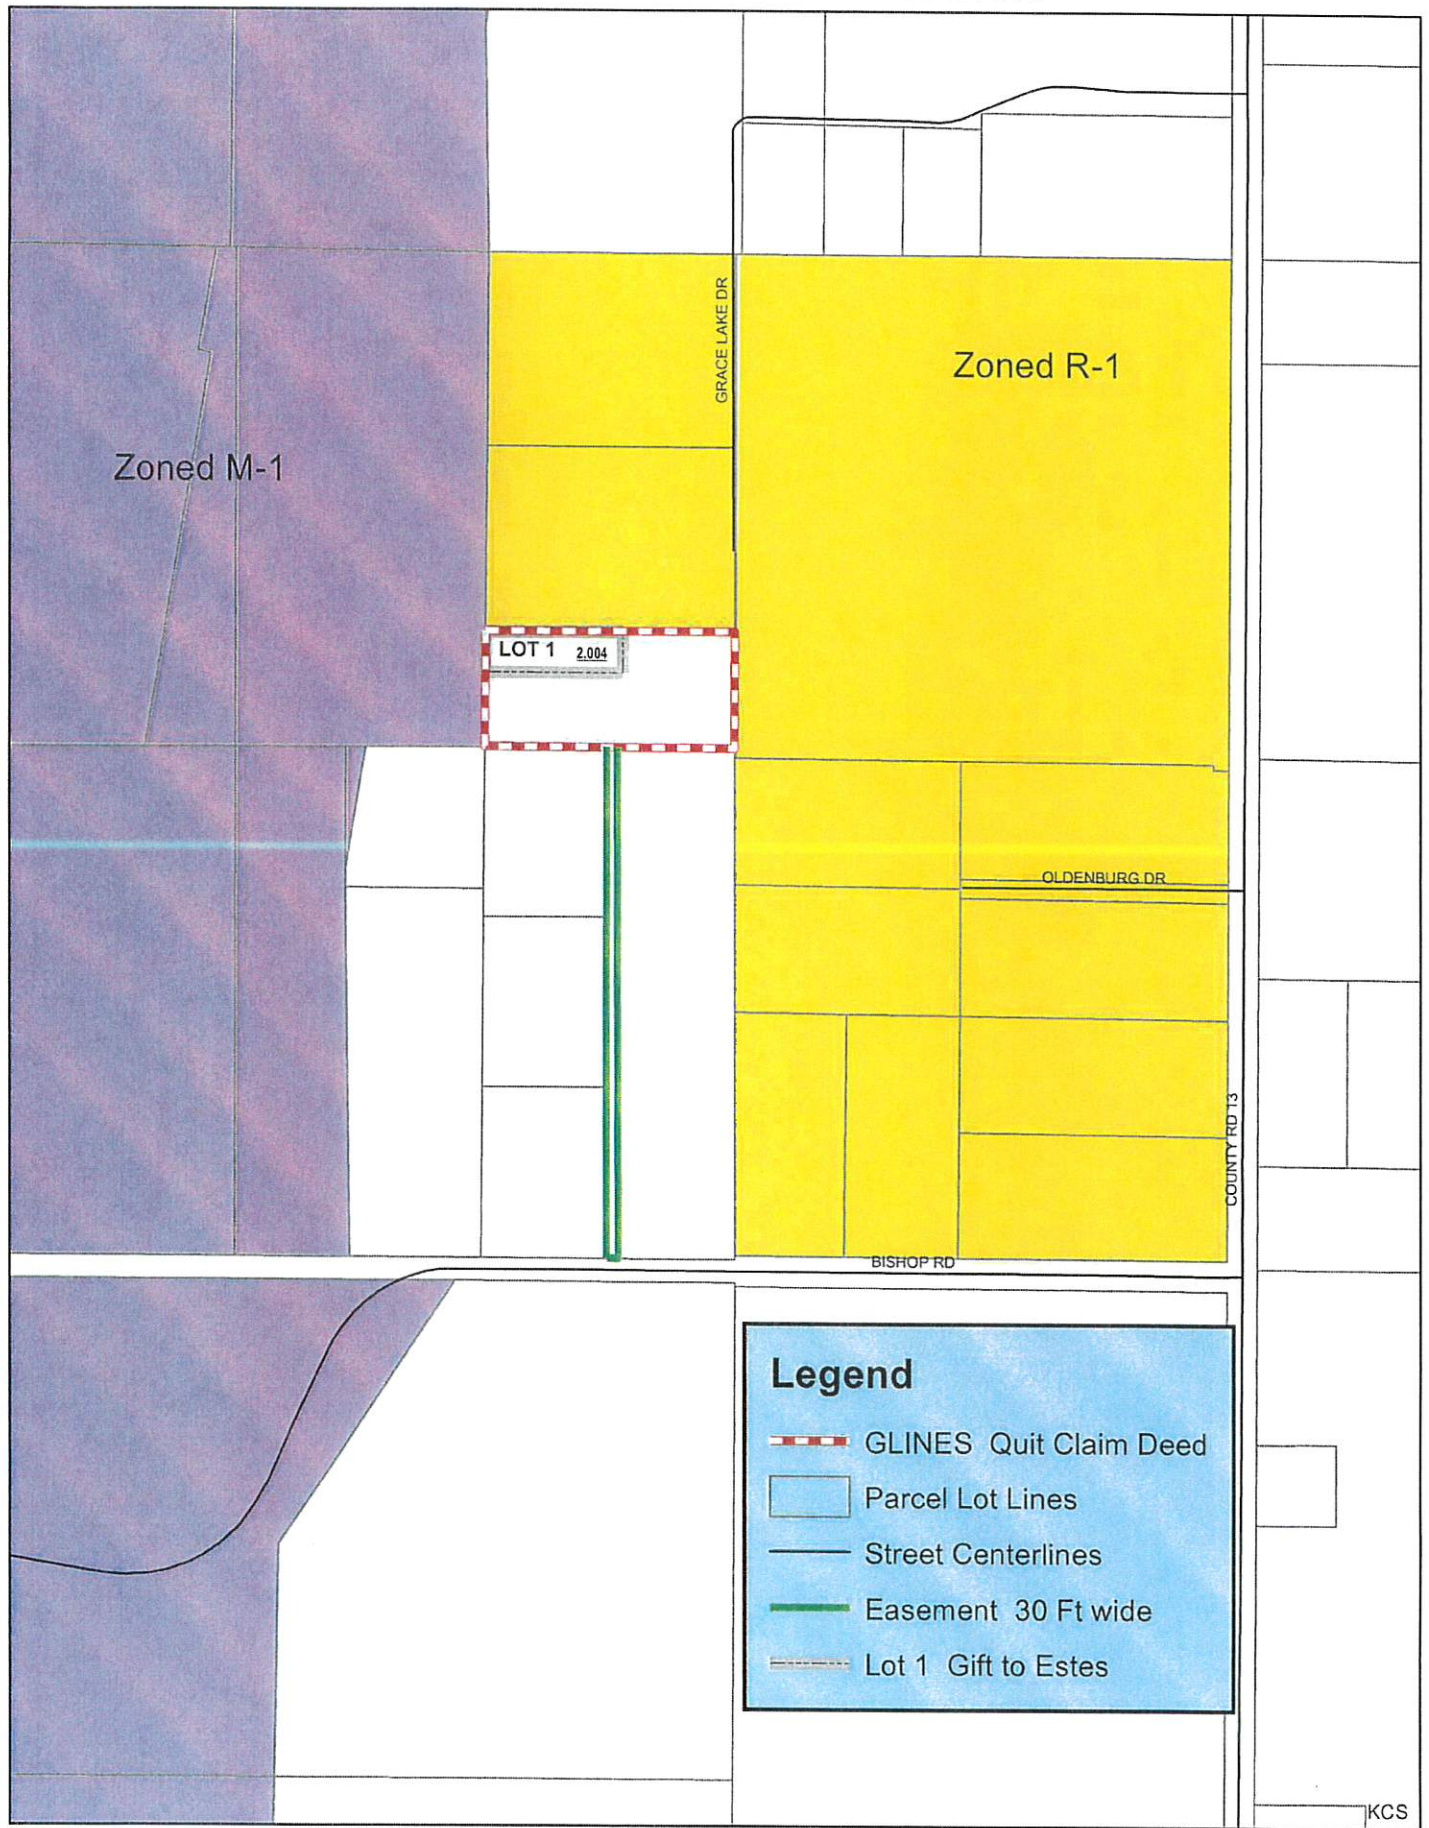 GRACE LAKE DR
Zoned R-1
Zoned M-1
LOT 1 2.004
OLDENBURG DR
COUNTY RD 13
BISHOP RD
Legend
GLINES Quit Claim Deed
Parcel Lot Lines
Street Centerlines
Easement 30 Ft wide
Lot 1 Gift to Estes
KCS